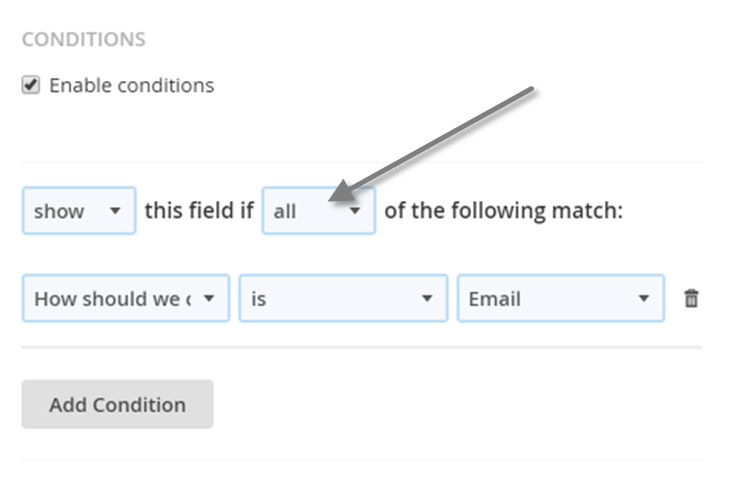 CONDITIONS
Enable conditions
show this field if all of the following match:
How should we is Email
Add Condition